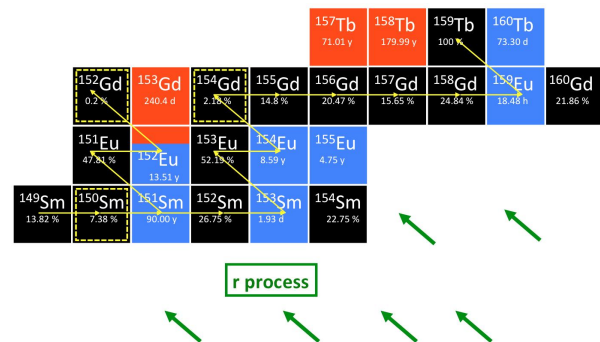 157Tb 158Tb 159Tb 160Tb
71.01 y 179.99 y 100 % 73.30 d
152Gd 153Gd 154Gd 155Gd 156Gd 157Gd 158Gd 159Eu 160Gd
0.2 % 240.4 d 2.18 % 14.8 % 20.47 % 15.65 % 24.84 % 18.48 h 21.86 %
151Eu 152Eu 153Eu 154Eu 155Eu
47.81 % 13.51 y 52.19 % 8.59 y 4.75 y
149Sm 150Sm 151Sm 152Sm 153Sm 154Sm
13.82 % 7.38 % 90.00 y 26.75 % 1.93 d 22.75 %
r process